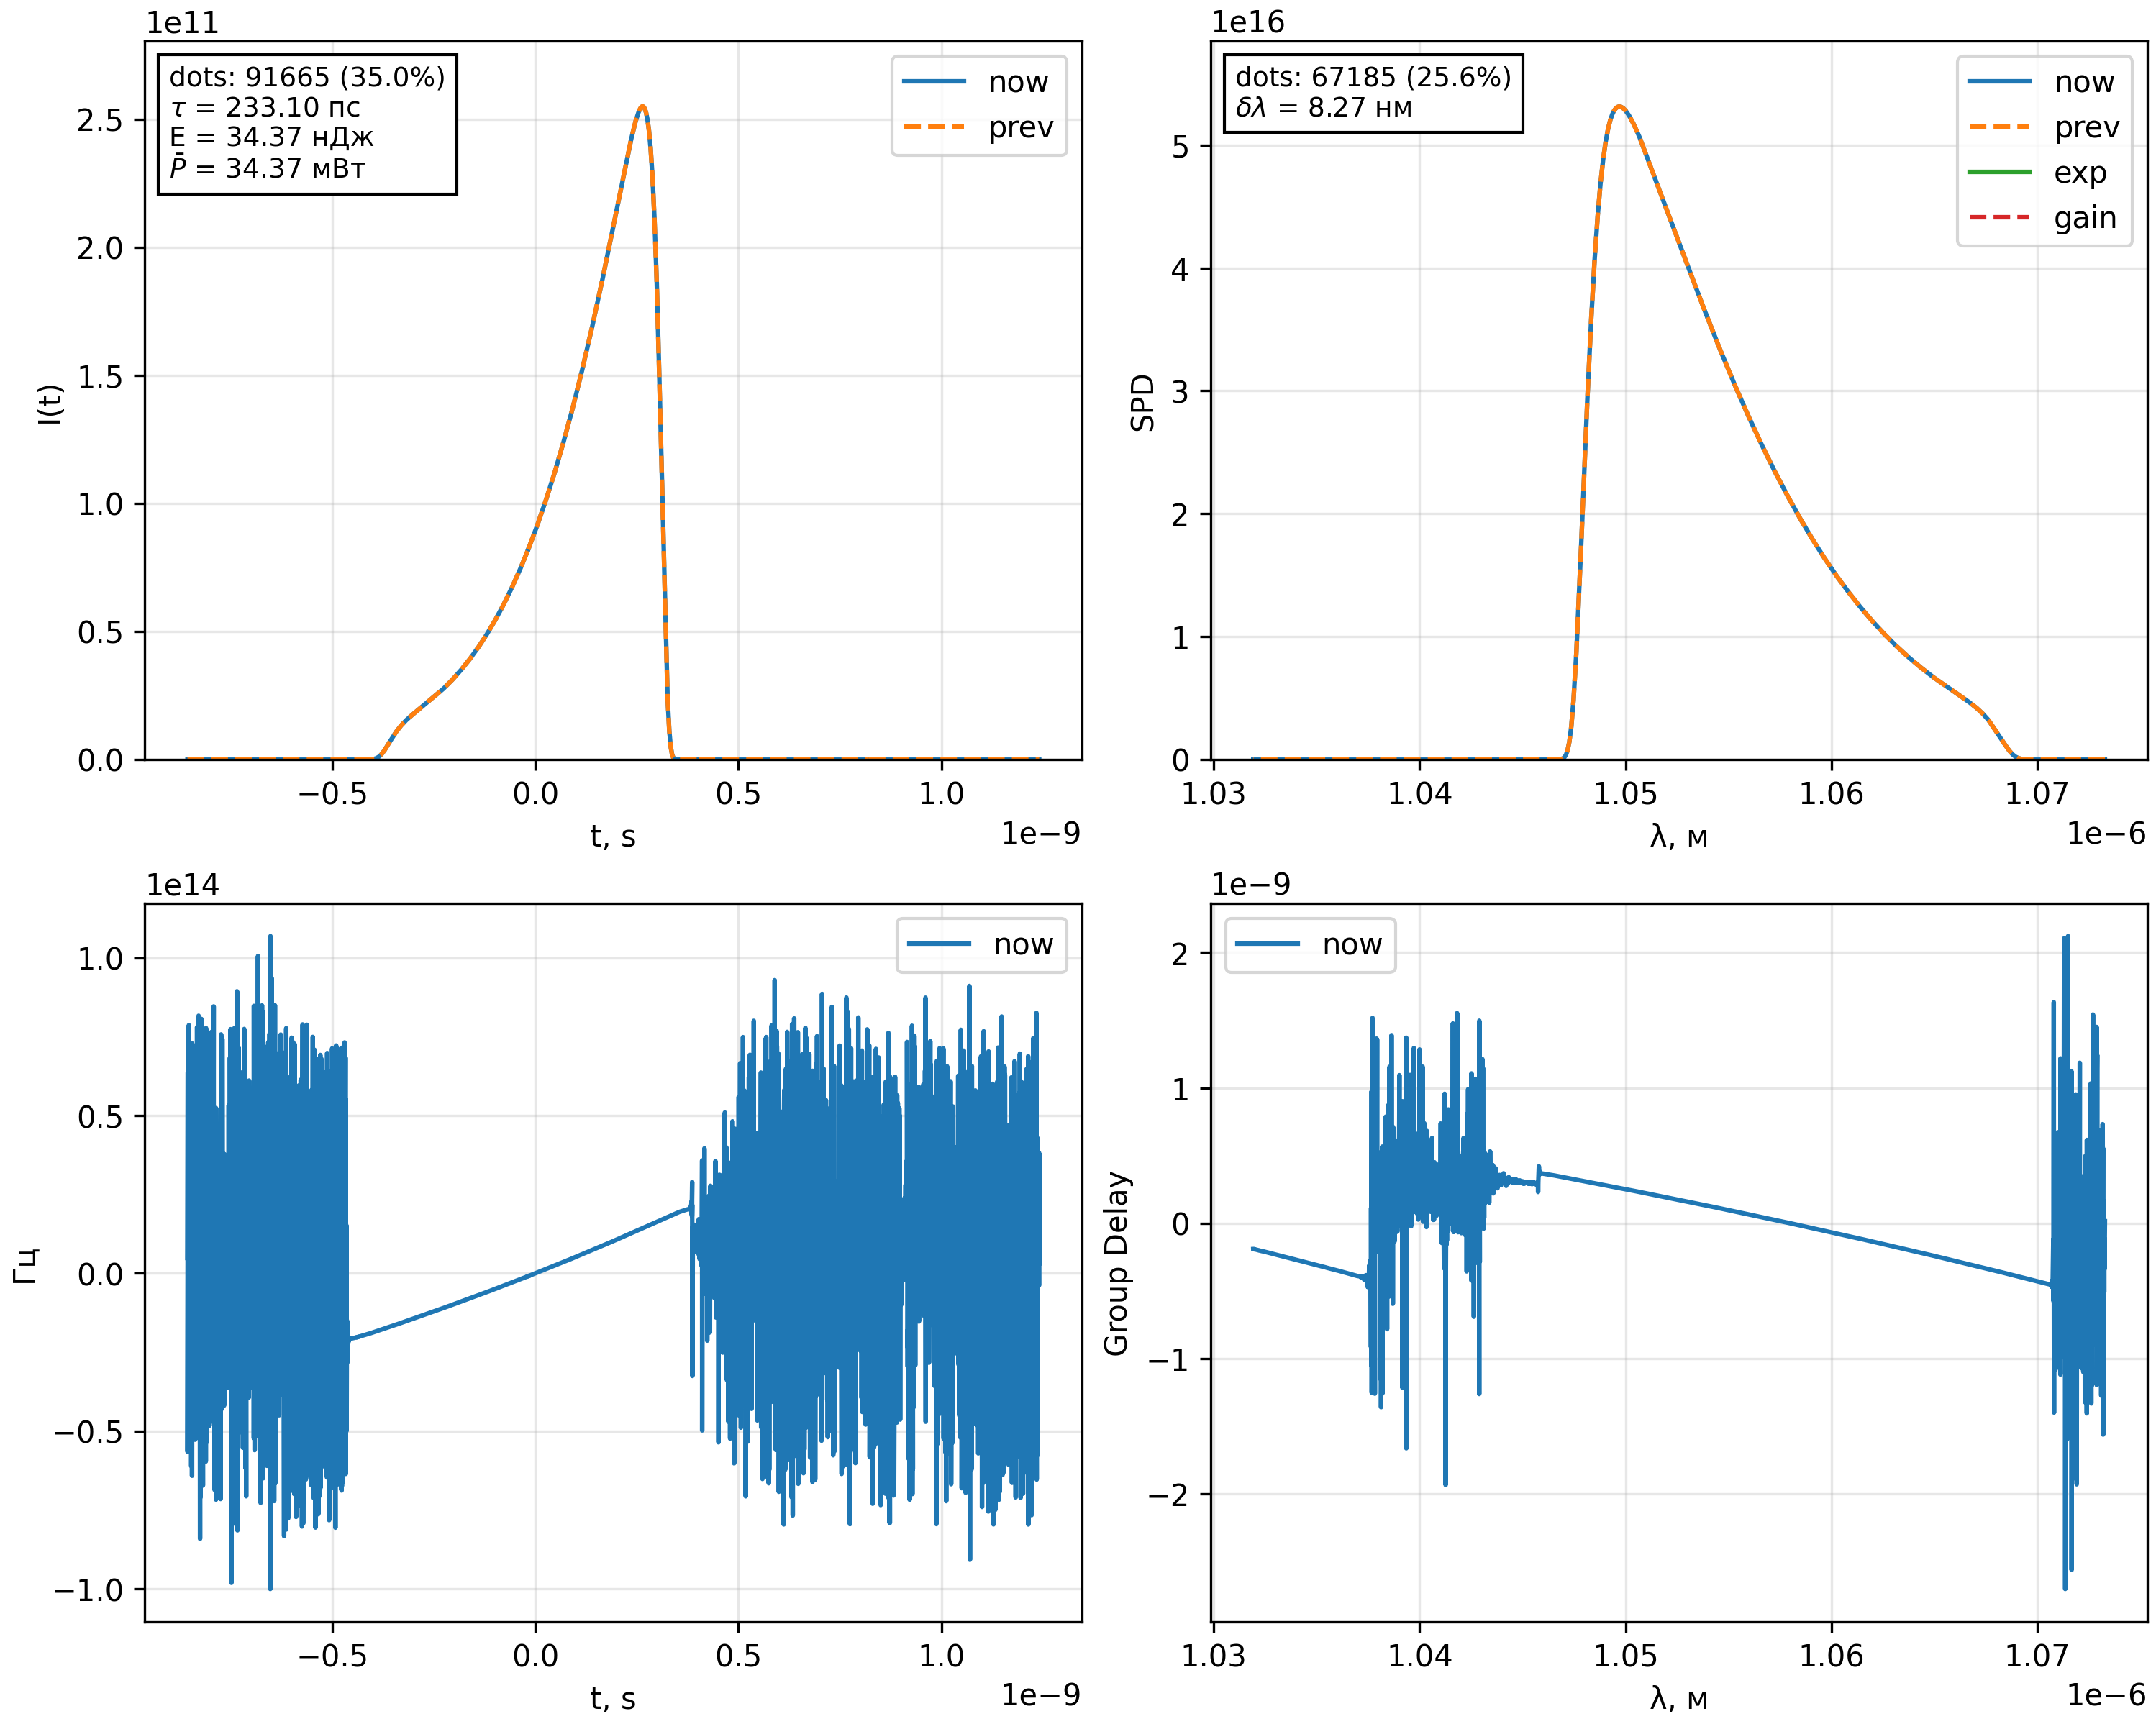 1e11
dots: 91665 (35.0%)
τ = 233.10 пс
E = 34.37 нДж
P̄ = 34.37 мВт
now
prev
I(t)
2.5
2.0
1.5
1.0
0.5
0.0
−0.5 0.0 0.5 1.0
t, s
1e−9
1e16
dots: 67185 (25.6%)
δλ = 8.27 нм
now
prev
exp
gain
SPD
5
4
3
2
1
0
1.03 1.04 1.05 1.06 1.07
λ, м
1e−6
1e14
now
Гц
1.0
0.5
0.0
−0.5
−1.0
−0.5 0.0 0.5 1.0
t, s
1e−9
1e−9
now
Group Delay
2
1
0
−1
−2
1.03 1.04 1.05 1.06 1.07
λ, м
1e−6